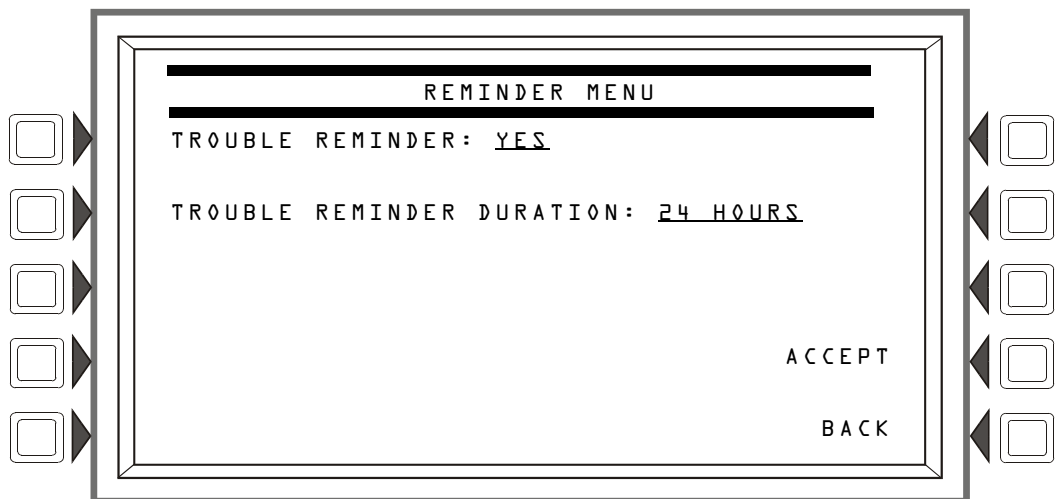 REMINDER MENU
TROUBLE REMINDER: YES
TROUBLE REMINDER DURATION: 24 HOURS
ACCEPT
BACK